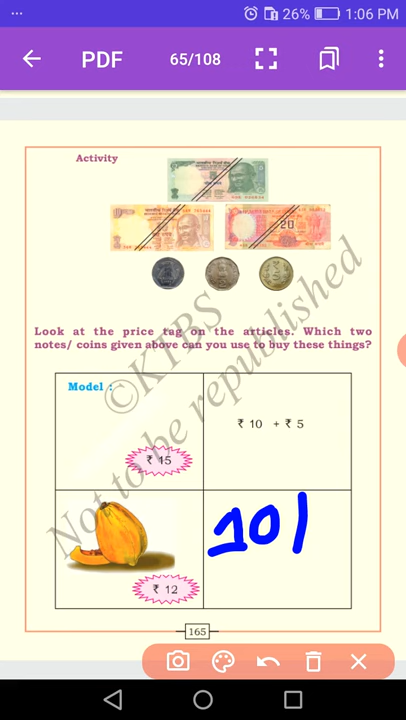 26% 1:06 PM
PDF 65/108
Activity
20
Look at the price tag on the articles. Which two
notes/ coins given above can you use to buy these things?
Model :
₹ 15
₹ 10 + ₹ 5
₹ 12
10/
165
©KTBS
Not to be republished